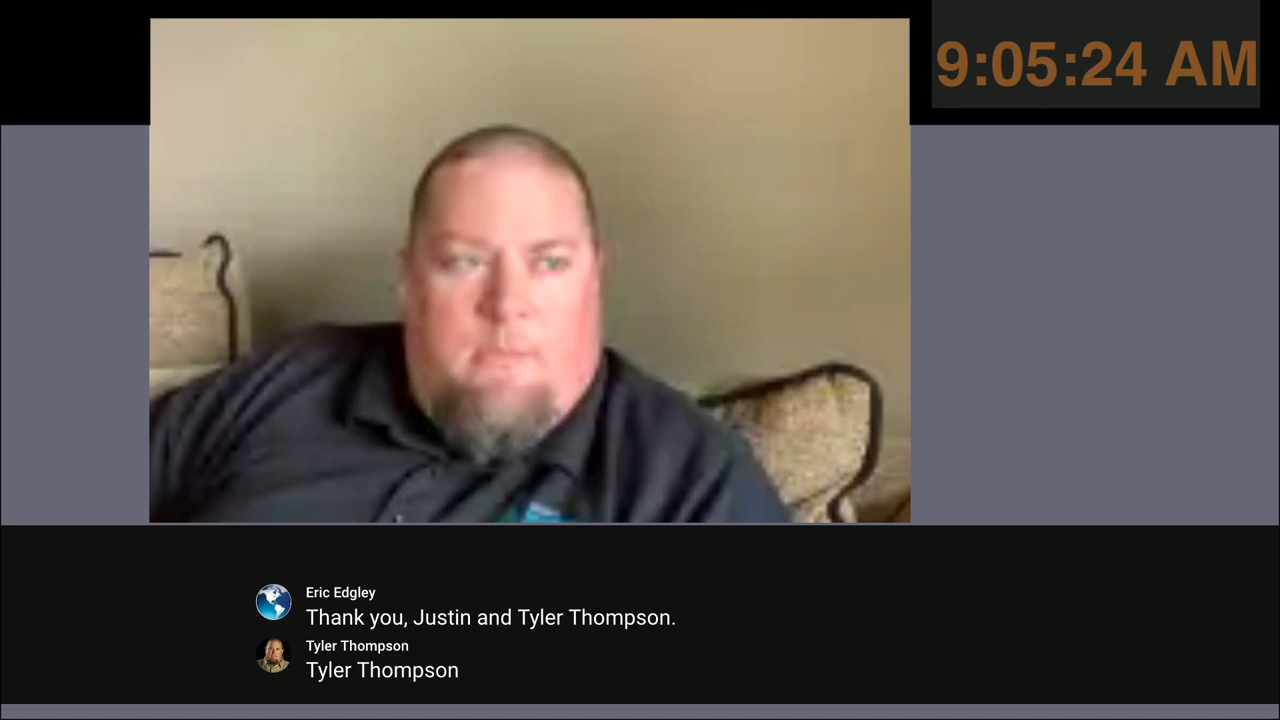 9:05:24 AM
Eric Edgley
Thank you, Justin and Tyler Thompson.
Tyler Thompson
Tyler Thompson